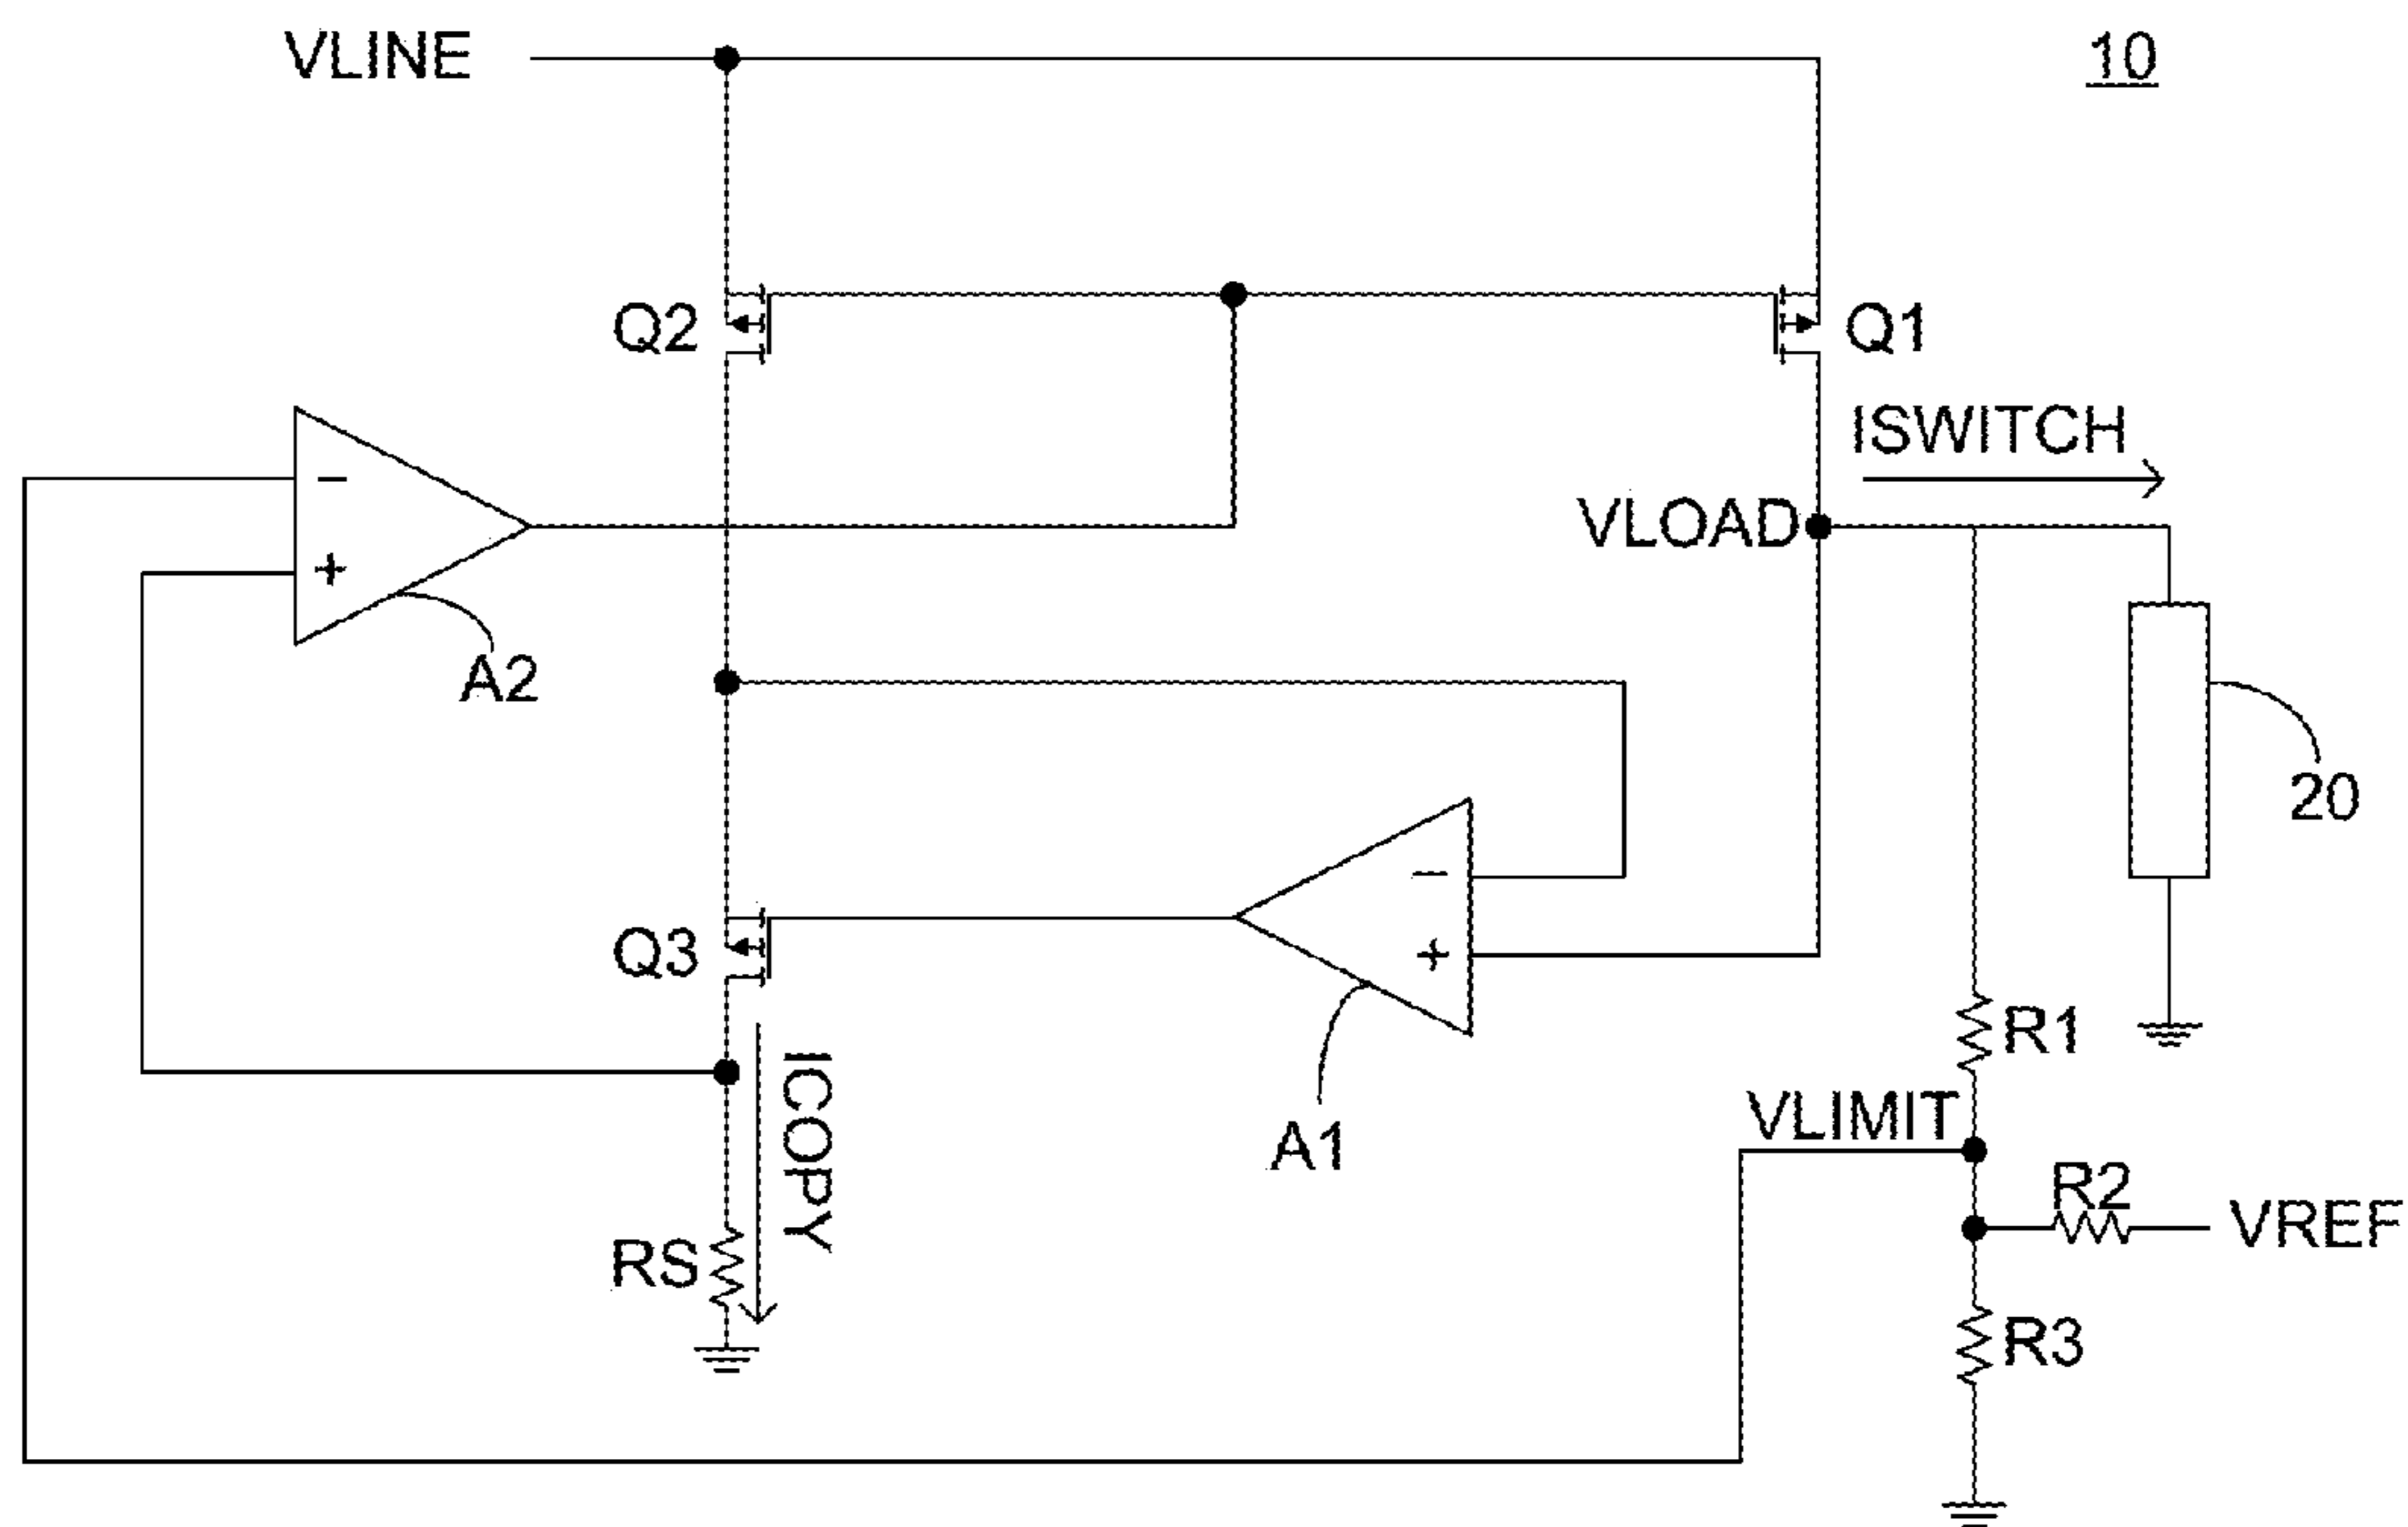 VLINE
10
Q2
Q1
ISWITCH
−
VLOAD
+
A2
20
−
Q3
+
R1
ICOPY
VLIMIT
A1
R2
VREF
RS
R3